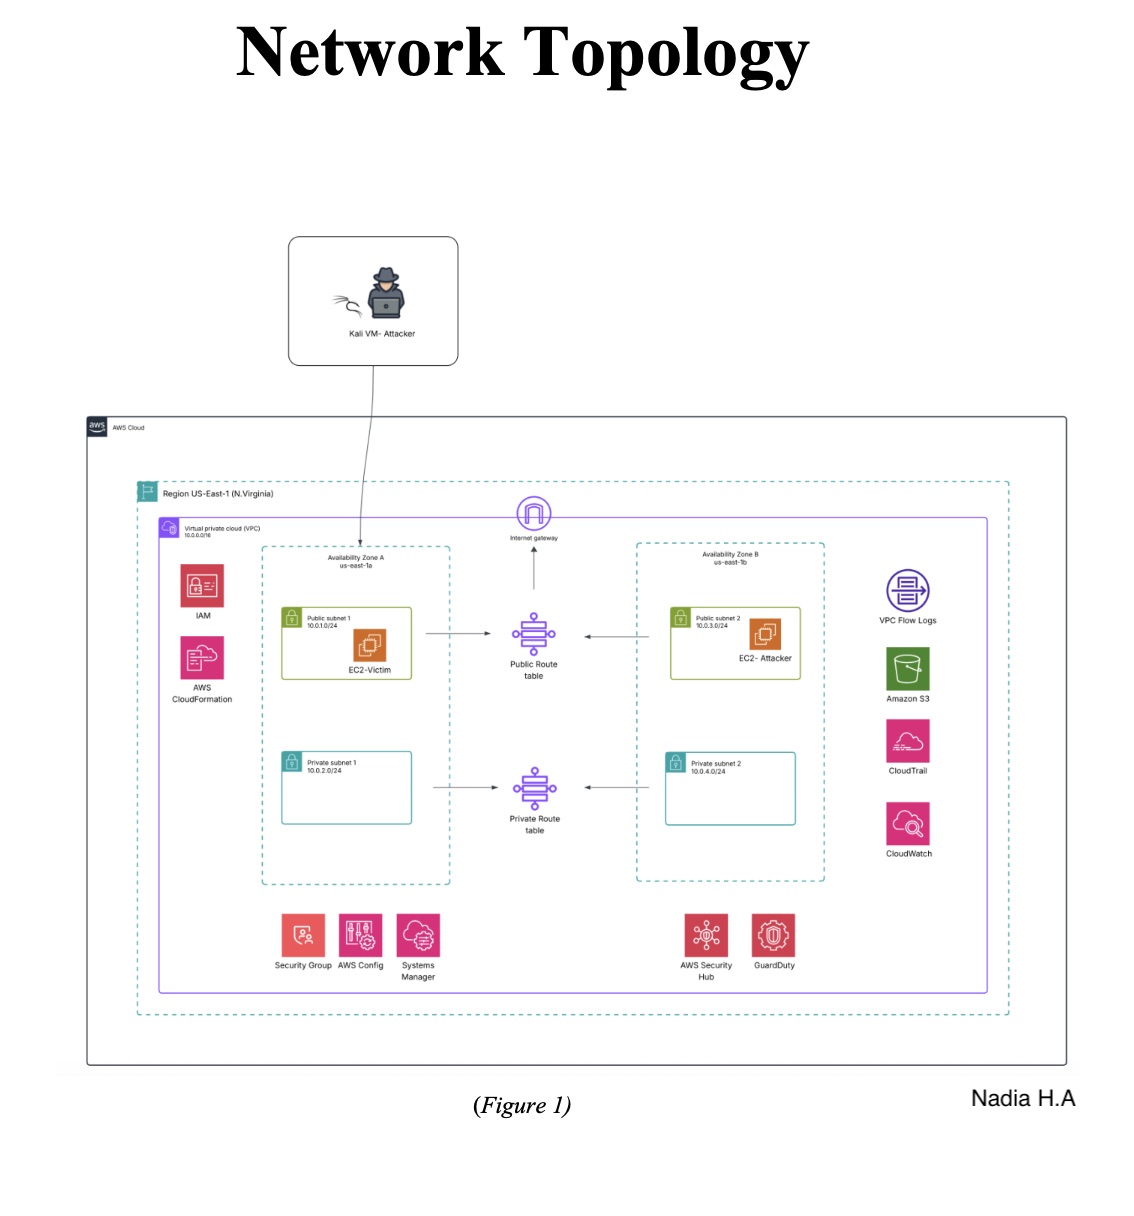 Network Topology
Kali VM- Attacker
aws
AWS Cloud
Region US-East-1 (N.Virginia)
Virtual private cloud (VPC)
10.0.0.0/16
Internet gateway
Availability Zone A
us-east-1a
Availability Zone B
us-east-1b
IAM
AWS
CloudFormation
Public subnet 1
10.0.1.0/24
EC2-Victim
Public Route
table
Public subnet 2
10.0.3.0/24
EC2- Attacker
VPC Flow Logs
Amazon S3
CloudTrail
CloudWatch
Private subnet 1
10.0.2.0/24
Private Route
table
Private subnet 2
10.0.4.0/24
Security Group
AWS Config
Systems
Manager
AWS Security
Hub
GuardDuty
(Figure 1)
Nadia H.A